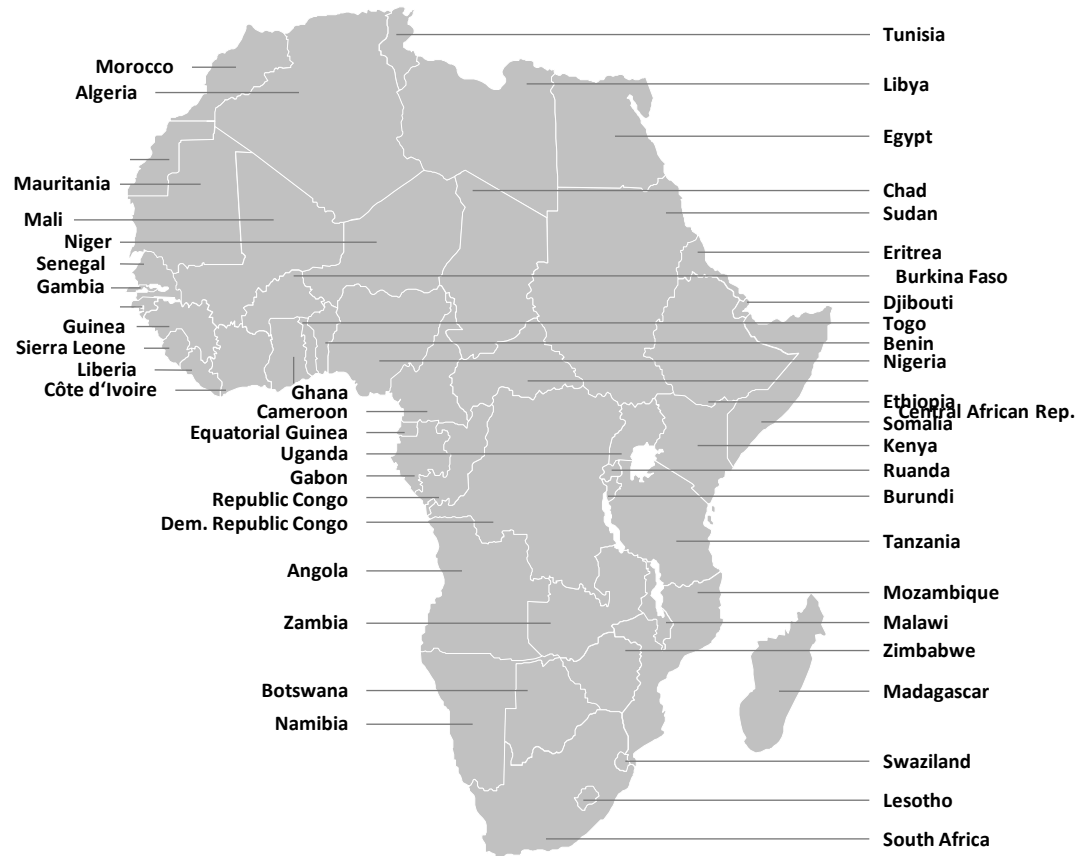 Tunisia
Morocco
Algeria
Libya
Egypt
Mauritania
Chad
Mali
Sudan
Niger
Eritrea
Senegal
Burkina Faso
Gambia
Djibouti
Guinea
Togo
Sierra Leone
Benin
Liberia
Nigeria
Côte d‘Ivoire
Ghana
Ethiopia
Cameroon
Central African Rep.
Somalia
Equatorial Guinea
Kenya
Uganda
Ruanda
Gabon
Burundi
Republic Congo
Dem. Republic Congo
Tanzania
Angola
Mozambique
Zambia
Malawi
Zimbabwe
Botswana
Madagascar
Namibia
Swaziland
Lesotho
South Africa